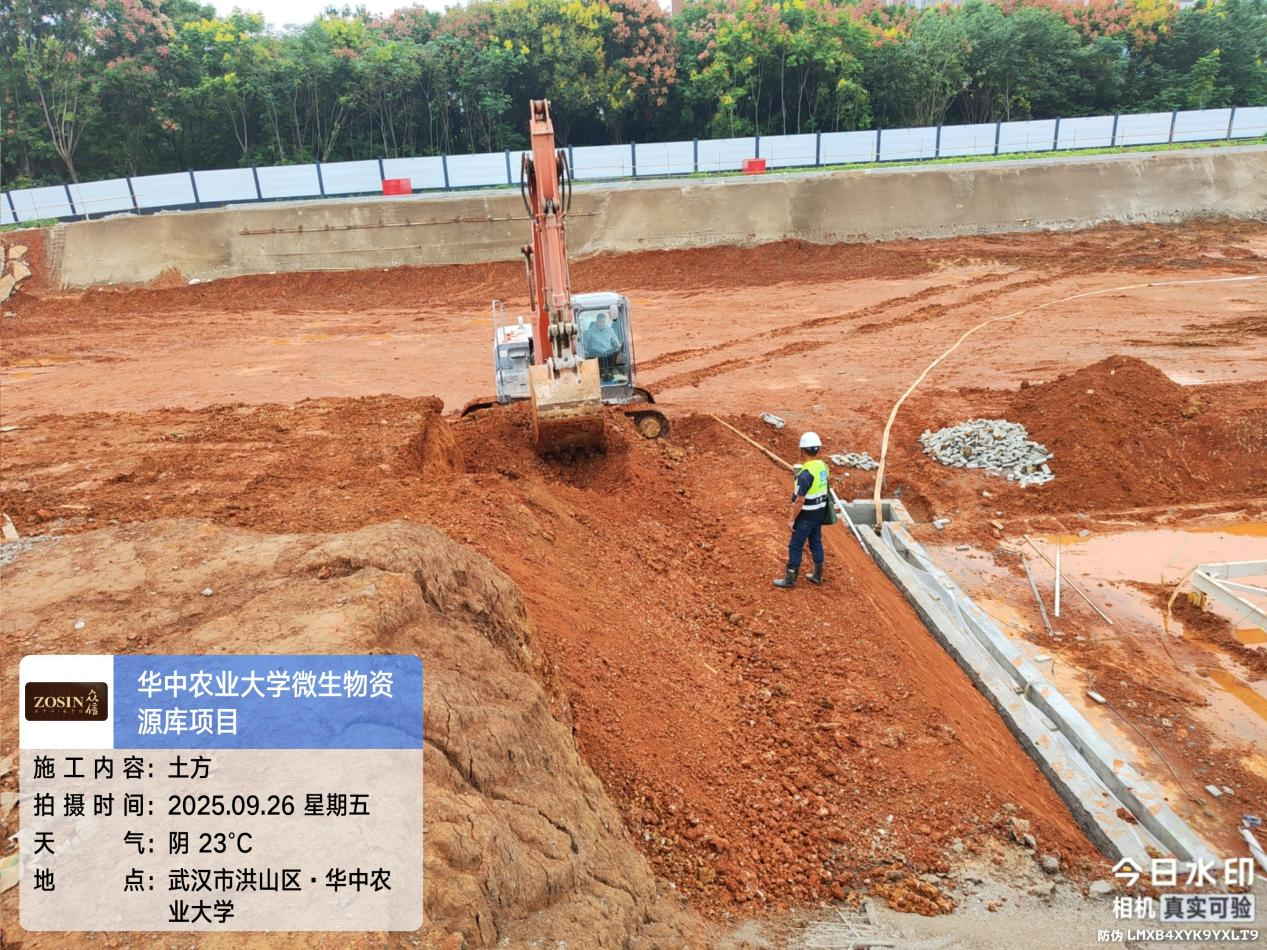 ZOSIN 众信
华中农业大学微生物资
源库项目
施工内容：土方
拍摄时间：2025.09.26 星期五
天气：阴 23℃
地点：武汉市洪山区·华中农
业大学
今日水印
相机 真实可验
防伪 LMXB4XYK9YXLT9